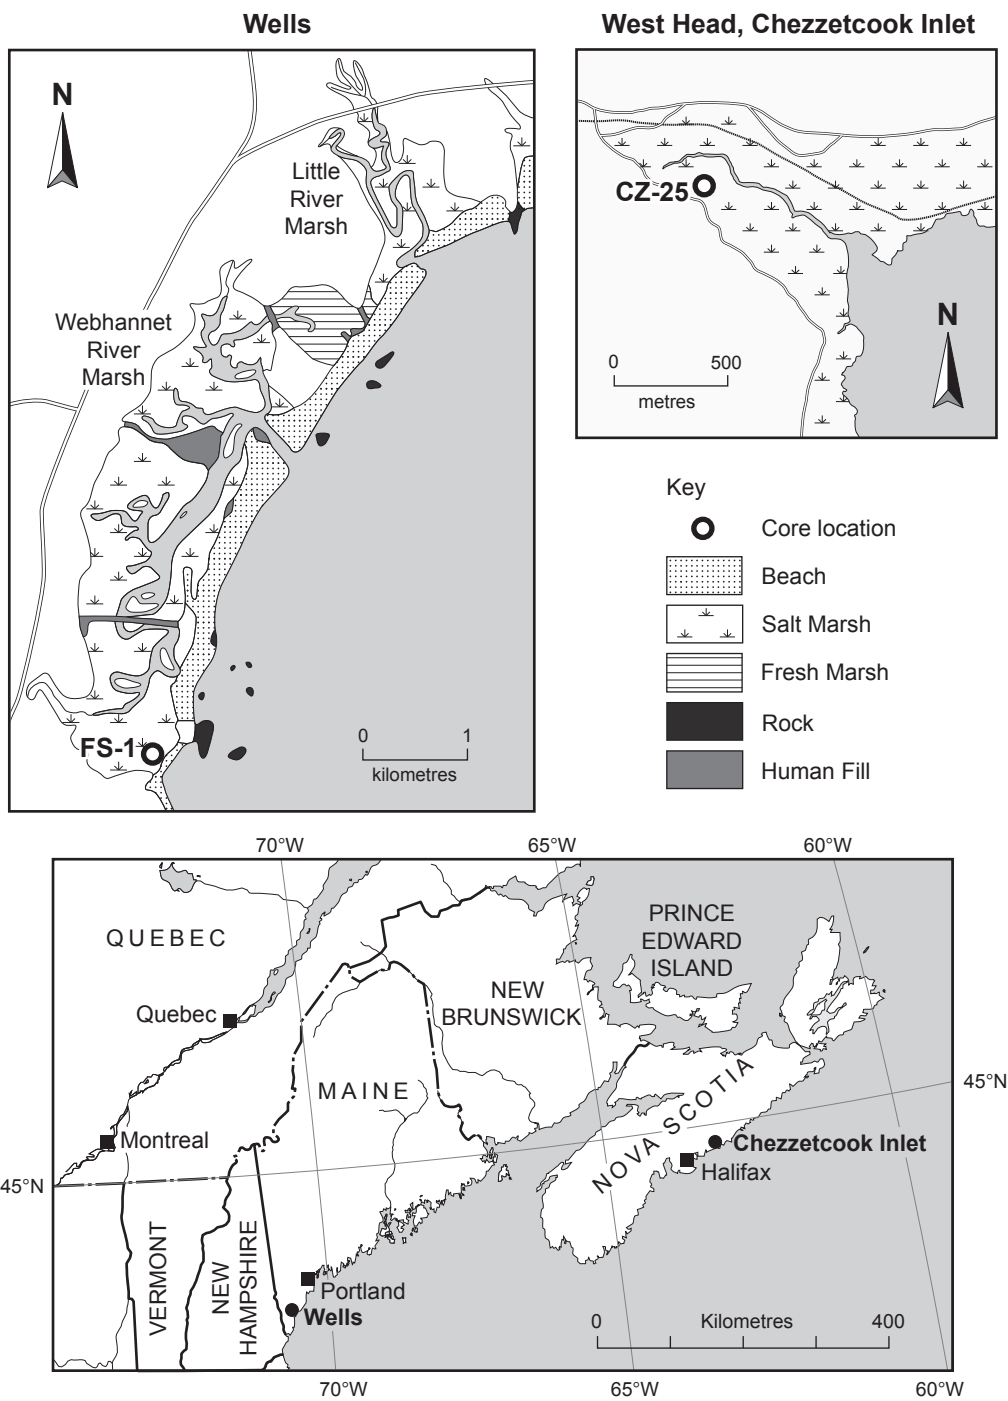 Wells
West Head, Chezzetcook Inlet
N
Little
River
Marsh
Webhannet
River
Marsh
FS-1
0 1
kilometres
CZ-25
N
0 500
metres
Key
Core location
Beach
Salt Marsh
Fresh Marsh
Rock
Human Fill
70°W 65°W 60°W
QUEBEC
PRINCE
EDWARD
ISLAND
Quebec
NEW
BRUNSWICK
MAINE
NOVA SCOTIA
45°N
Montreal
Chezzetcook Inlet
Halifax
45°N
VERMONT
NEW
HAMPSHIRE
Portland
Wells
0 Kilometres 400
70°W 65°W 60°W